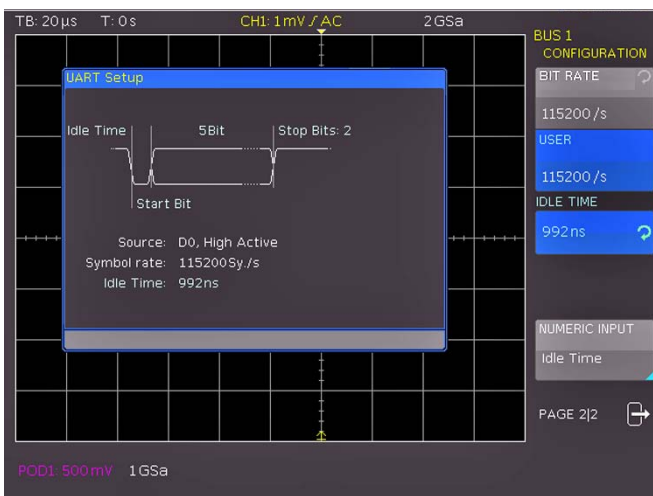 TB: 20µs T: 0s CH1: 1mV / AC 2GSa
BUS 1
CONFIGURATION
UART Setup
Idle Time 5Bit Stop Bits: 2
Start Bit
Source: D0, High Active
Symbol rate: 115200Sy./s
Idle Time: 992ns
BIT RATE
115200/s
USER
115200/s
IDLE TIME
992ns
NUMERIC INPUT
Idle Time
PAGE 2|2
POD1: 500mV 1GSa